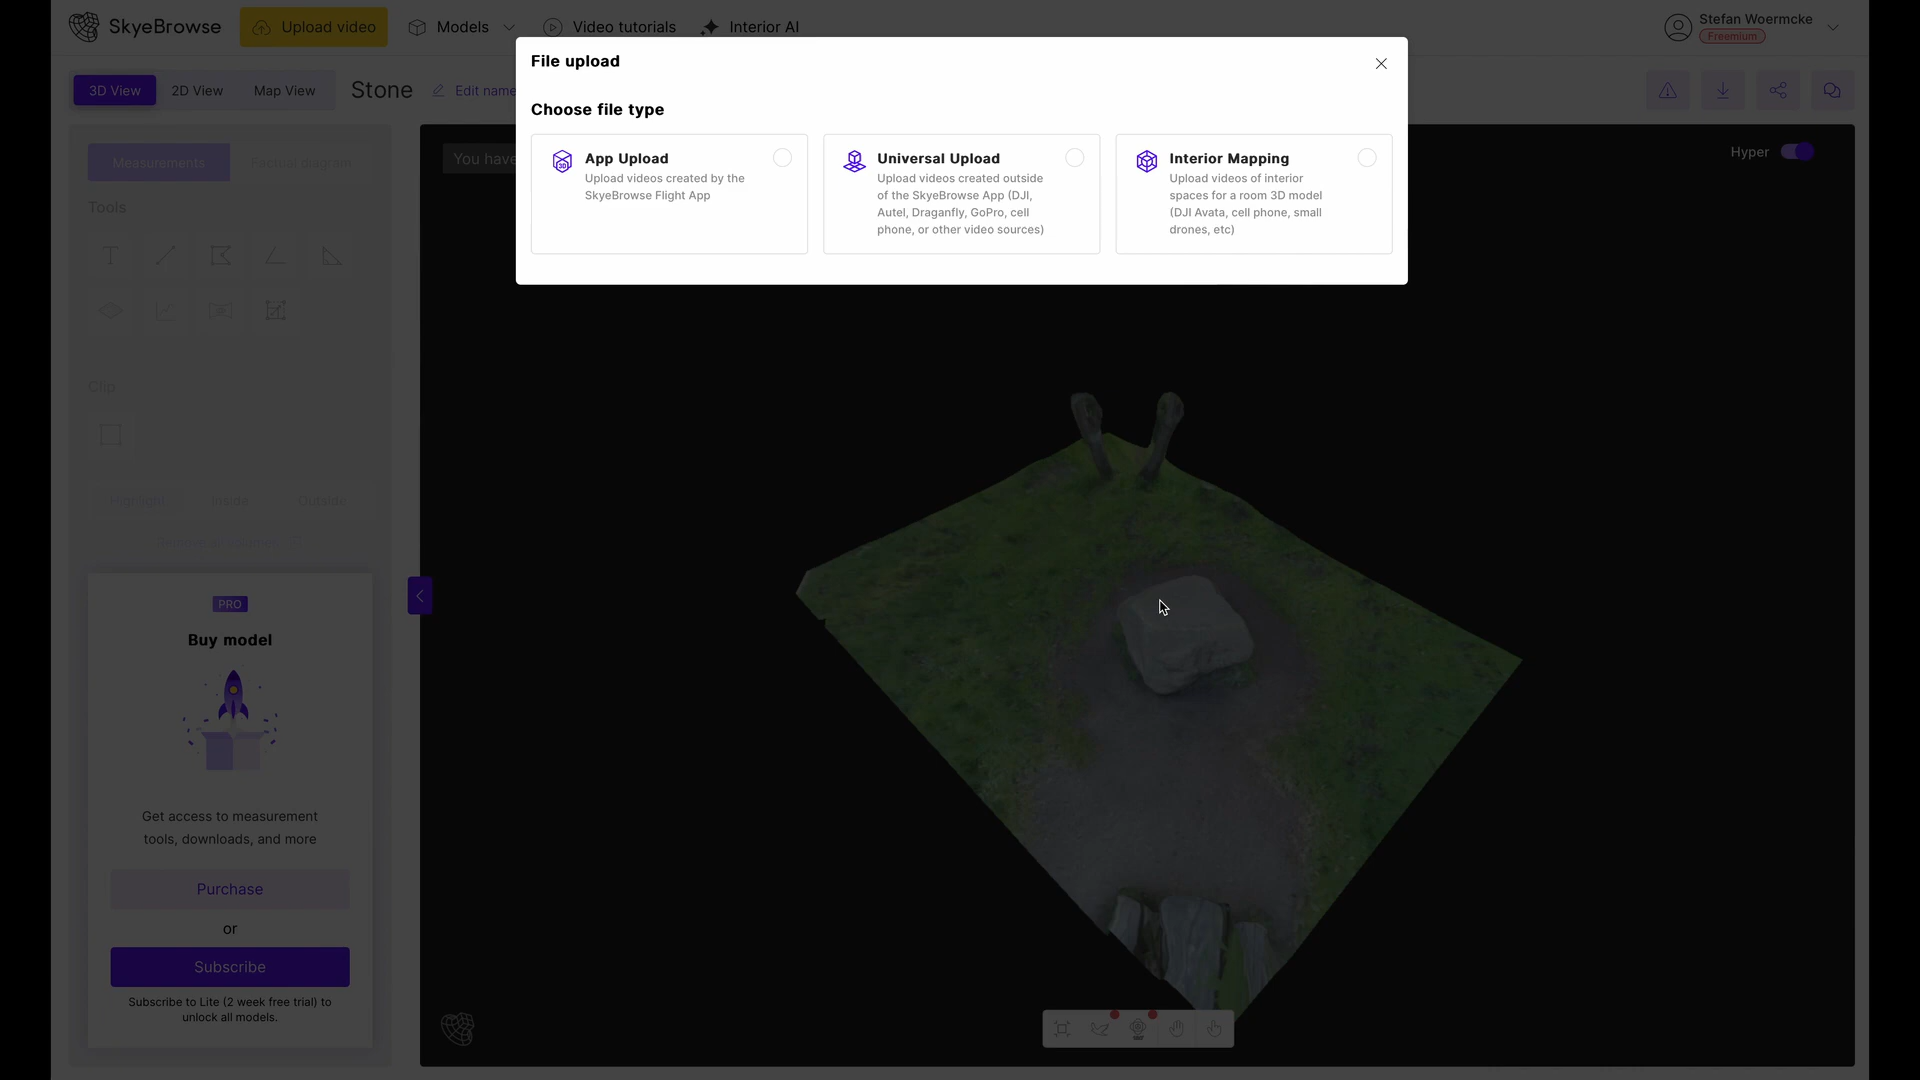 SkyeBrowse
Upload video
Models
Video tutorials
Interior AI
Stefan Woermcke
Freemium
File upload
Choose file type
App Upload
Upload videos created by the
SkyeBrowse Flight App
Universal Upload
Upload videos created outside
of the SkyeBrowse App (DJI,
Autel, Draganfly, GoPro, cell
phone, or other video sources)
Interior Mapping
Upload videos of interior
spaces for a room 3D model
(DJI Avata, cell phone, small
drones, etc)
3D View
2D View
Map View
Stone
Edit name
Measurements
Factual diagram
You have
Hyper
Tools
Clip
Highlight
Inside
Outside
PRO
Buy model
Get access to measurement
tools, downloads, and more
Purchase
or
Subscribe
Subscribe to Lite (2 week free trial) to
unlock all models.